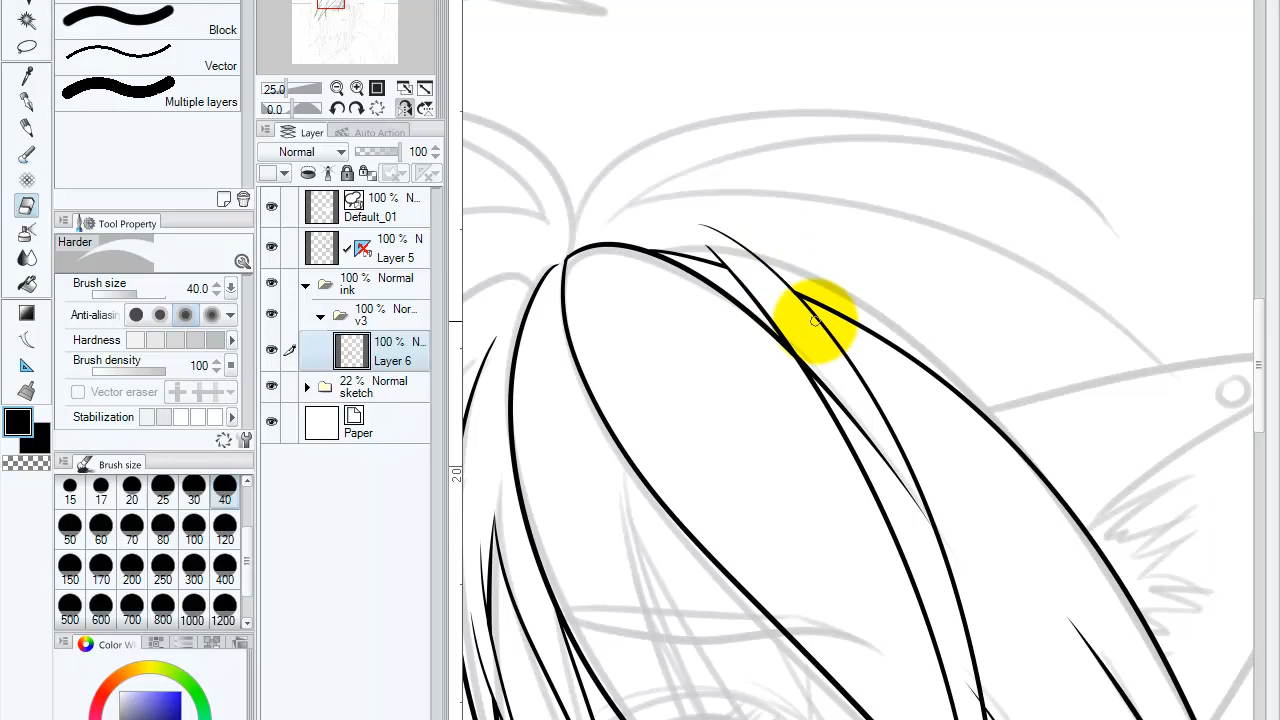 Block
Vector
Multiple layers
Tool Property
Harder
Brush size
40.0
Anti-aliasin
Hardness
Brush density
100
Vector eraser
Stabilization
Brush size
15 17 20 25 30 40
50 60 70 80 100 120
150 170 200 250 300 400
500 600 700 800 1000 1200
Color Wi
25.0
0.0
Layer
Auto Action
Normal
100
100 % N...
Default_01
100 % N
Layer 5
100 % Normal
ink
100 % Nor...
v3
100 % N...
Layer 6
22 % Normal
sketch
Paper
20